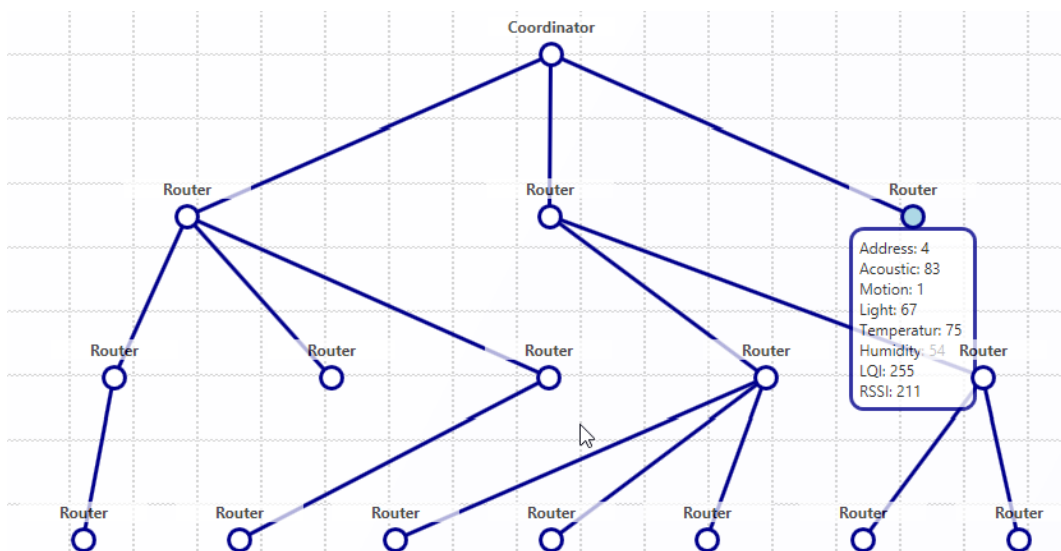 Coordinator
Router
Router
Router
Address: 4
Acoustic: 83
Motion: 1
Light: 67
Temperatur: 75
Humidity: 54
LQI: 255
RSSI: 211
Router
Router
Router
Router
Router
Router
Router
Router
Router
Router
Router
Router